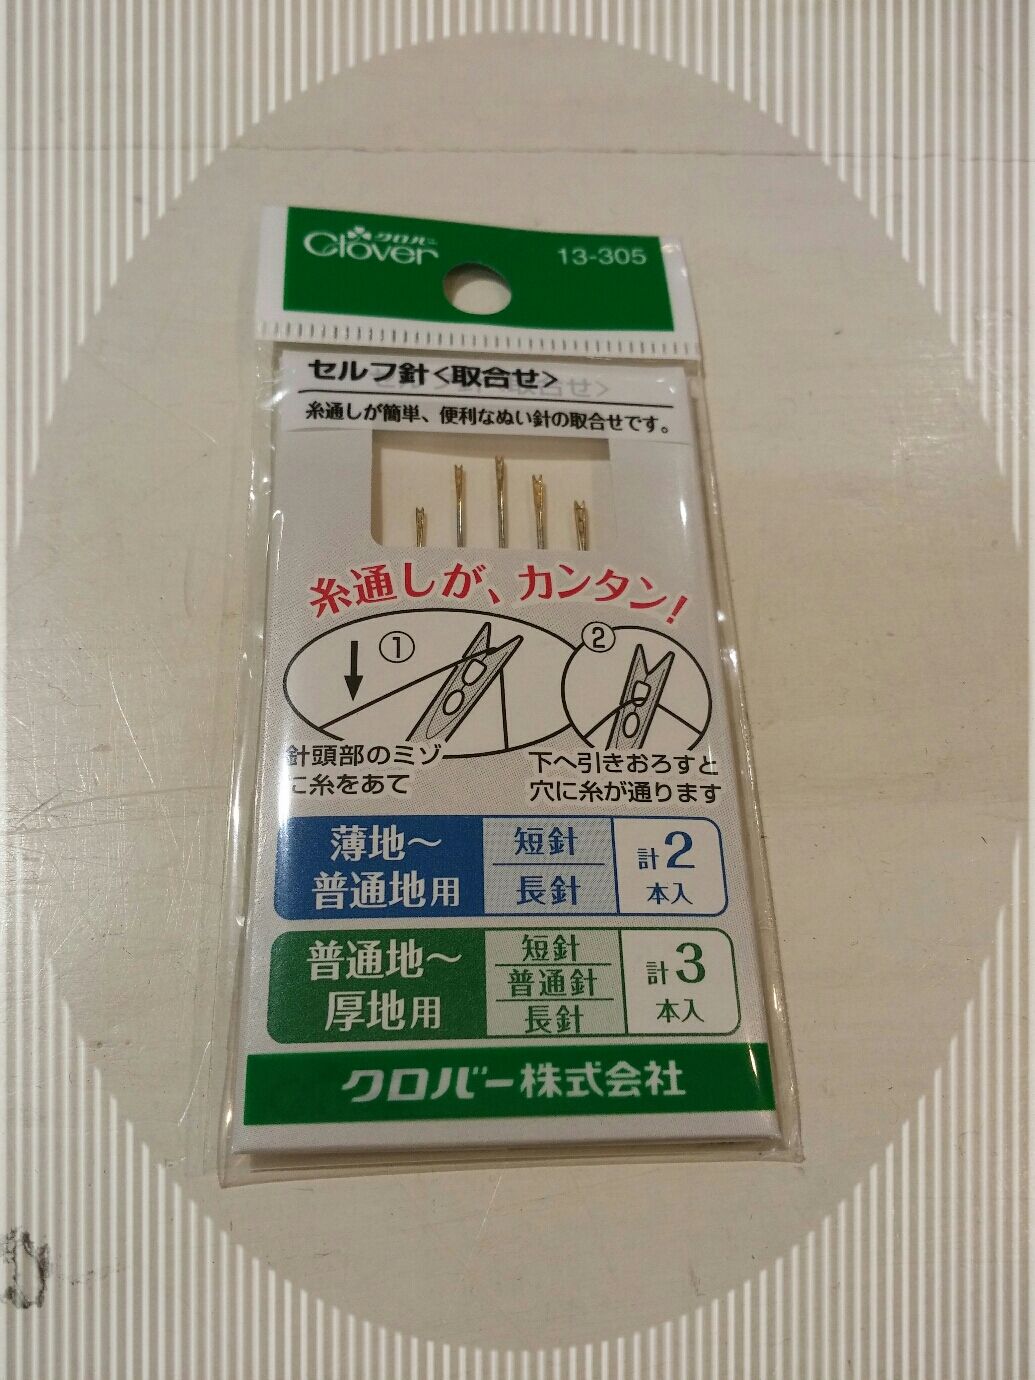 クロバー
Clover
13-305
セルフ針<取合せ>
糸通しが簡単、便利なぬい針の取合せです。
糸通しが、カンタン!
①
②
針頭部のミゾ
に糸をあて
下へ引きおろすと
穴に糸が通ります
薄地〜
普通地用
短針
長針
計2
本入
普通地〜
厚地用
短針
普通針
長針
計3
本入
クロバー株式会社